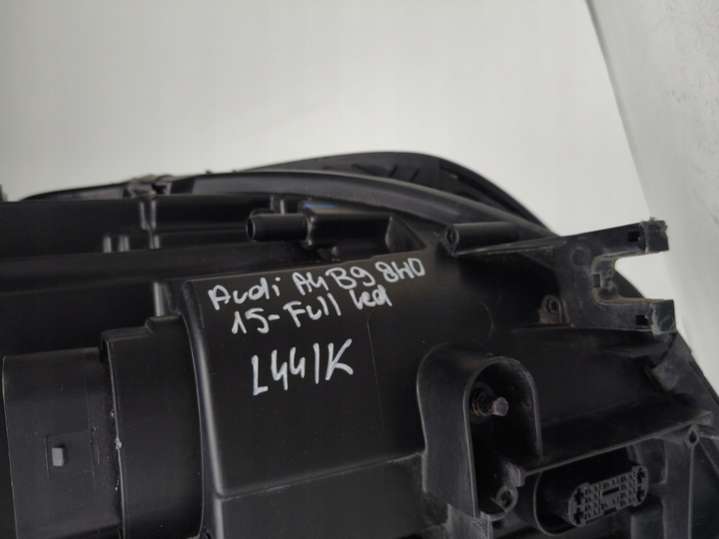 Audi A4 B9 8W0
15- Full led
L441K